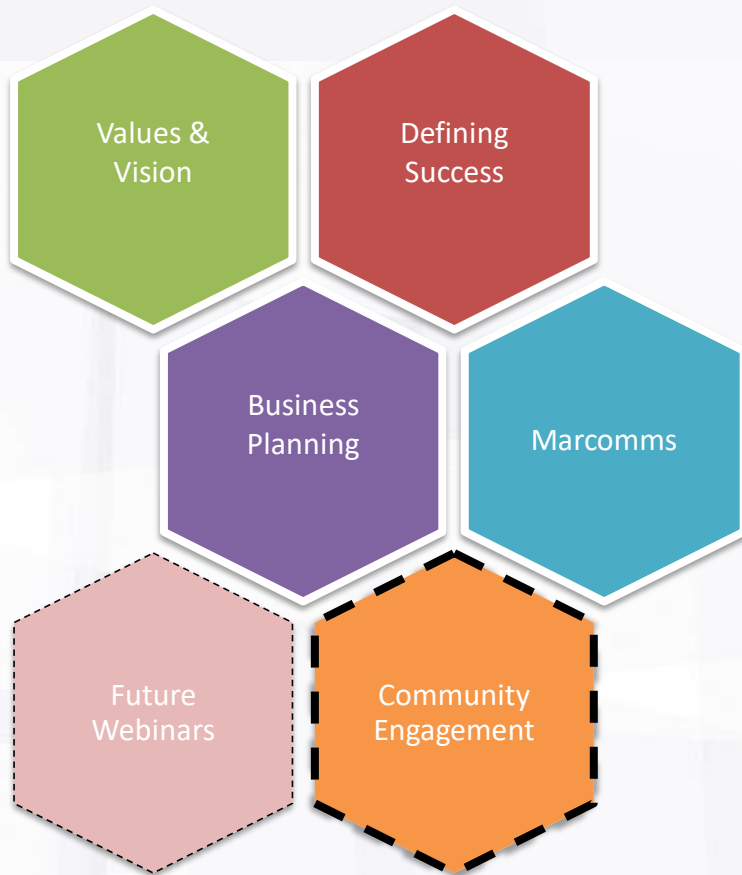 Values &
Vision
Defining
Success
Business
Planning
Marcomms
Future
Webinars
Community
Engagement